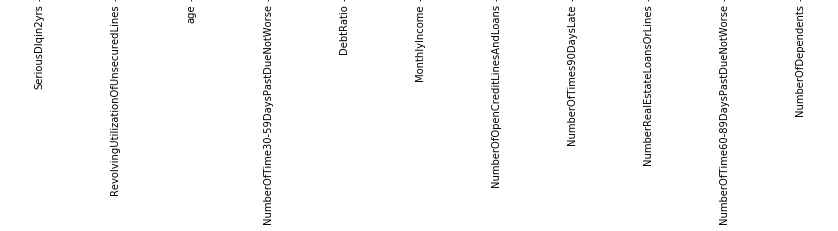 SeriousDlqin2yrs
RevolvingUtilizationOfUnsecuredLines
age
NumberOfTime30-59DaysPastDueNotWorse
DebtRatio
MonthlyIncome
NumberOfOpenCreditLinesAndLoans
NumberOfTimes90DaysLate
NumberRealEstateLoansOrLines
NumberOfTime60-89DaysPastDueNotWorse
NumberOfDependents